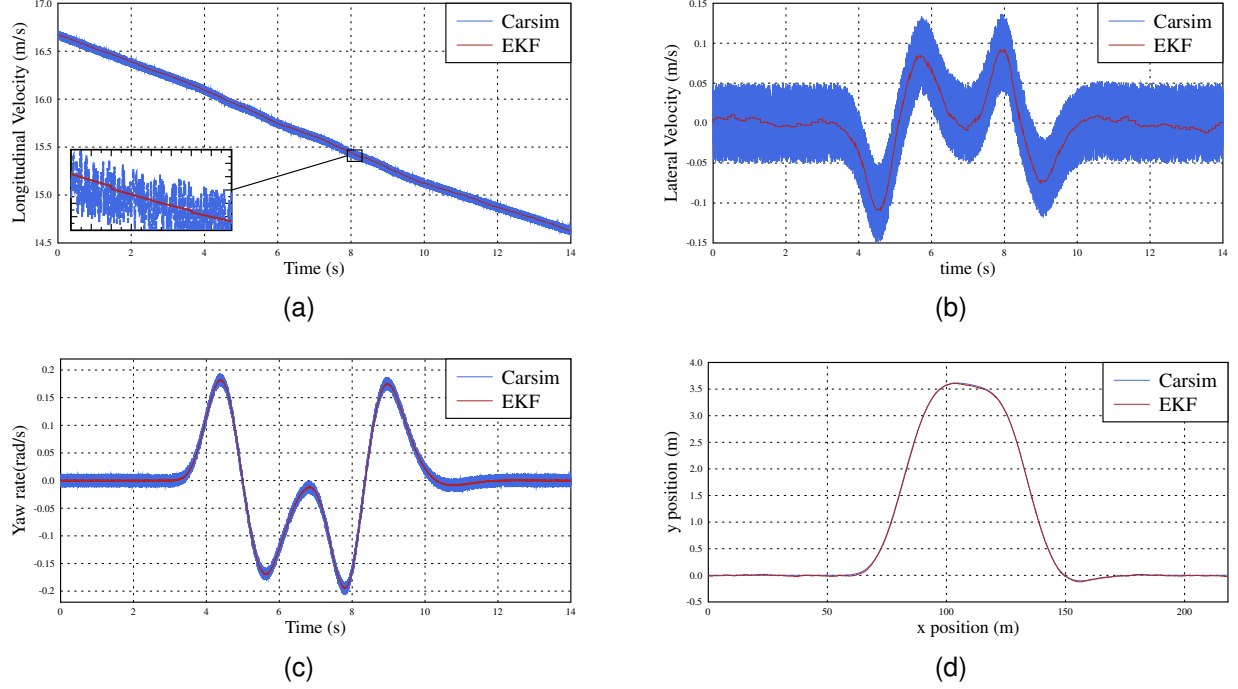 17.0
16.5
16.0
15.5
15.0
14.5
Longitudinal Velocity (m/s)
Carsim
EKF
0 2 4 6 8 10 12 14
Time (s)
(a)
0.15
0.10
0.05
0.00
-0.05
-0.1
-0.15
Lateral Velocity (m/s)
Carsim
EKF
0 2 4 6 8 10 12 14
time (s)
(b)
0.2
0.15
0.1
0.05
0.0
-0.05
-0.1
-0.15
-0.2
Yaw rate(rad/s)
Carsim
EKF
0 2 4 6 8 10 12 14
Time (s)
(c)
4.0
3.5
3.0
2.5
2.0
1.5
1.0
0.5
0.0
-0.5
y position (m)
Carsim
EKF
0 50 100 150 200
x position (m)
(d)